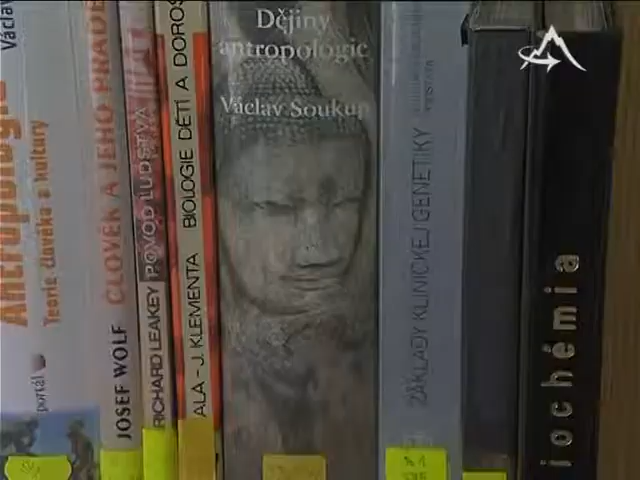 Václav
Antropologie
Teorie člověka a kultury
portál
JOSEF WOLF
ČLOVĚK A JEHO PRADĚ
RICHARD LEAKEY
PŮVOD LIDSTVA
ALA - J. KLEMENTA
BIOLOGIE DĚTÍ A DOROS
Dějiny
antropologie
Václav Soukup
ZÁKLADY KLINICKEJ GENETIKY
iochémia